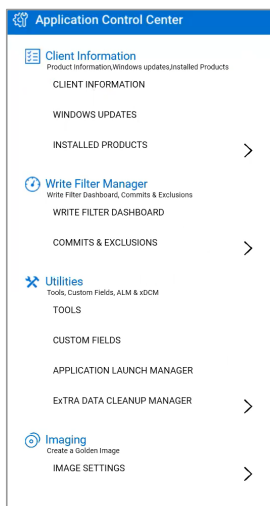 Application Control Center
Client Information
Product Information,Windows updates,Installed Products
CLIENT INFORMATION
WINDOWS UPDATES
INSTALLED PRODUCTS
Write Filter Manager
Write Filter Dashboard, Commits & Exclusions
WRITE FILTER DASHBOARD
COMMITS & EXCLUSIONS
Utilities
Tools, Custom Fields, ALM & xDCM
TOOLS
CUSTOM FIELDS
APPLICATION LAUNCH MANAGER
ExTRA DATA CLEANUP MANAGER
Imaging
Create a Golden Image
IMAGE SETTINGS